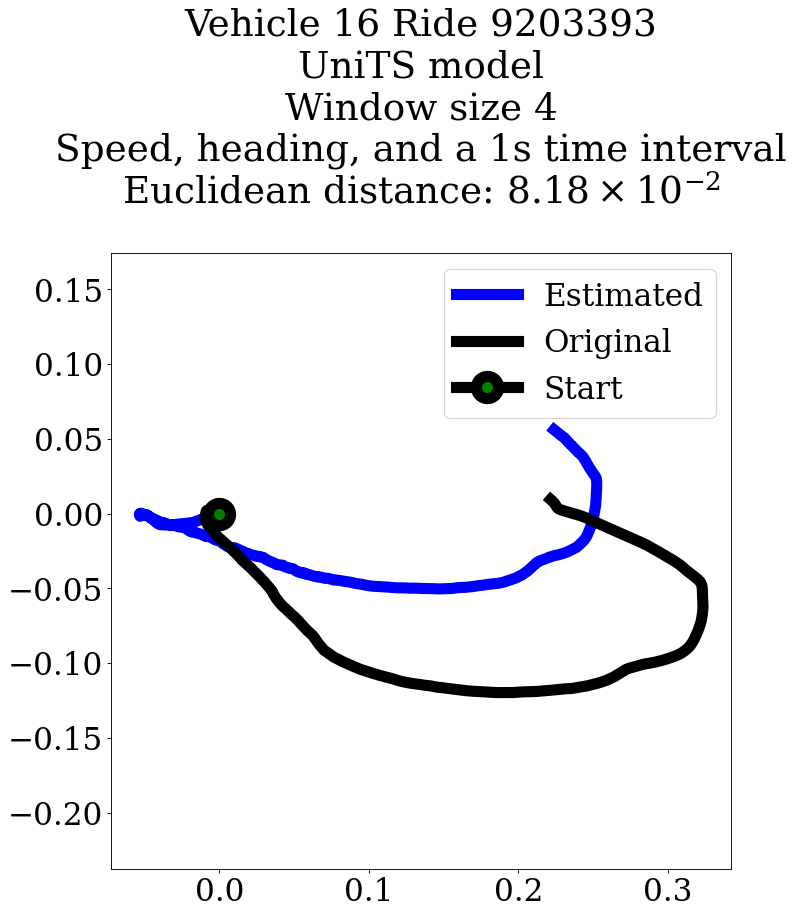 Vehicle 16 Ride 9203393
UniTS model
Window size 4
Speed, heading, and a 1s time interval
Euclidean distance: 8.18 × 10⁻²
Estimated
Original
Start
0.15
0.10
0.05
0.00
−0.05
−0.10
−0.15
−0.20
0.0 0.1 0.2 0.3